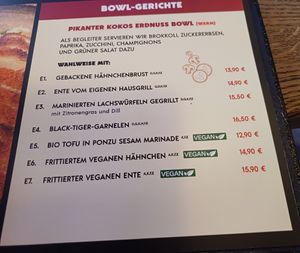 BOWL-GERICHTE
PIKANTER KOKOS ERDNUSS BOWL (WARM)
ALS BEGLEITER SERVIEREN WIR BROKKOLI ZUCKERERBSEN,
PAPRIKA, ZUCCHINI, CHAMPIGNONS
UND GRÜNER SALAT DAZU
WAHLWEISE MIT:
E1. GEBACKENE HÄHNCHENBRUST 13,90 €
E2. ENTE VOM EIGENEN HAUSGRILL 14,90 €
E3. MARINIERTEN LACHSWÜRFELN GEGRILLT 15,50 €
mit Zitronengras und Dill
E4. BLACK-TIGER-GARNELEN 16,50 €
E5. BIO TOFU IN PONZU SESAM MARINADE VEGAN 12,90 €
E6. FRITTIERTEM VEGANEN HÄHNCHEN VEGAN 14,90 €
E7. FRITTIERTER VEGANEN ENTE VEGAN 15,90 €